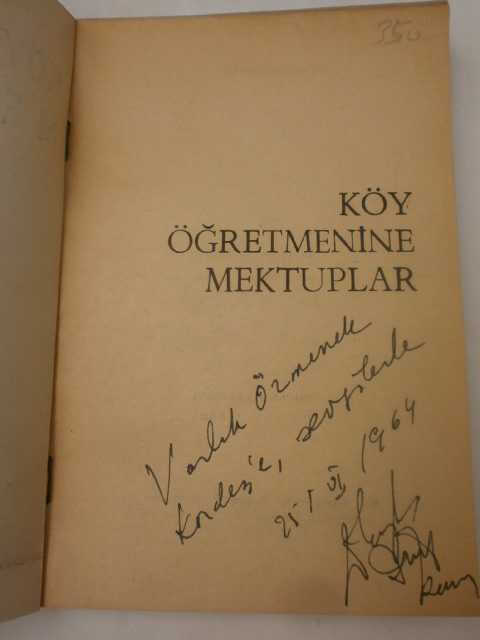 350
KÖY
ÖĞRETMENİNE
MEKTUPLAR
Varlık Özmenek
Kardeş'e, sevgilerle
25 / VI 1964